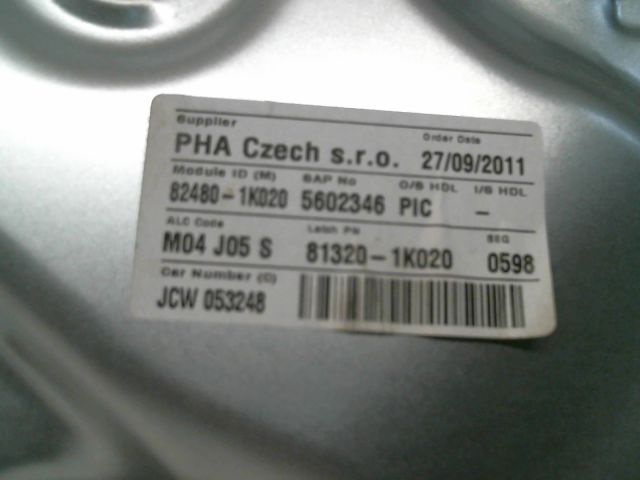 Supplier Order Date
PHA Czech s.r.o. 27/09/2011
Module ID (M) SAP No O/S HDL I/S HDL
82480-1K020 5602346 PIC –
ALC Code Latch PN SEQ
M04 J05 S 81320-1K020 0598
Car Number (C)
JCW 053248